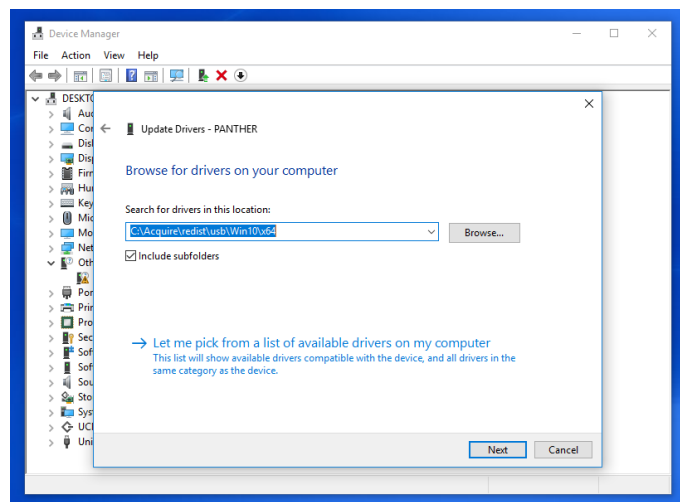 Device Manager
File Action View Help
DESKTO
Aud
Cor
Disk
Disp
Firn
Hun
Key
Mic
Mo
Net
Oth
Por
Prin
Pro
Sec
Sof
Sof
Sou
Sto
Syst
UCI
Uni
Update Drivers - PANTHER
Browse for drivers on your computer
Search for drivers in this location:
C:\Acquire\redist\usb\Win10\x64
Browse...
Include subfolders
Let me pick from a list of available drivers on my computer
This list will show available drivers compatible with the device, and all drivers in the
same category as the device.
Next Cancel